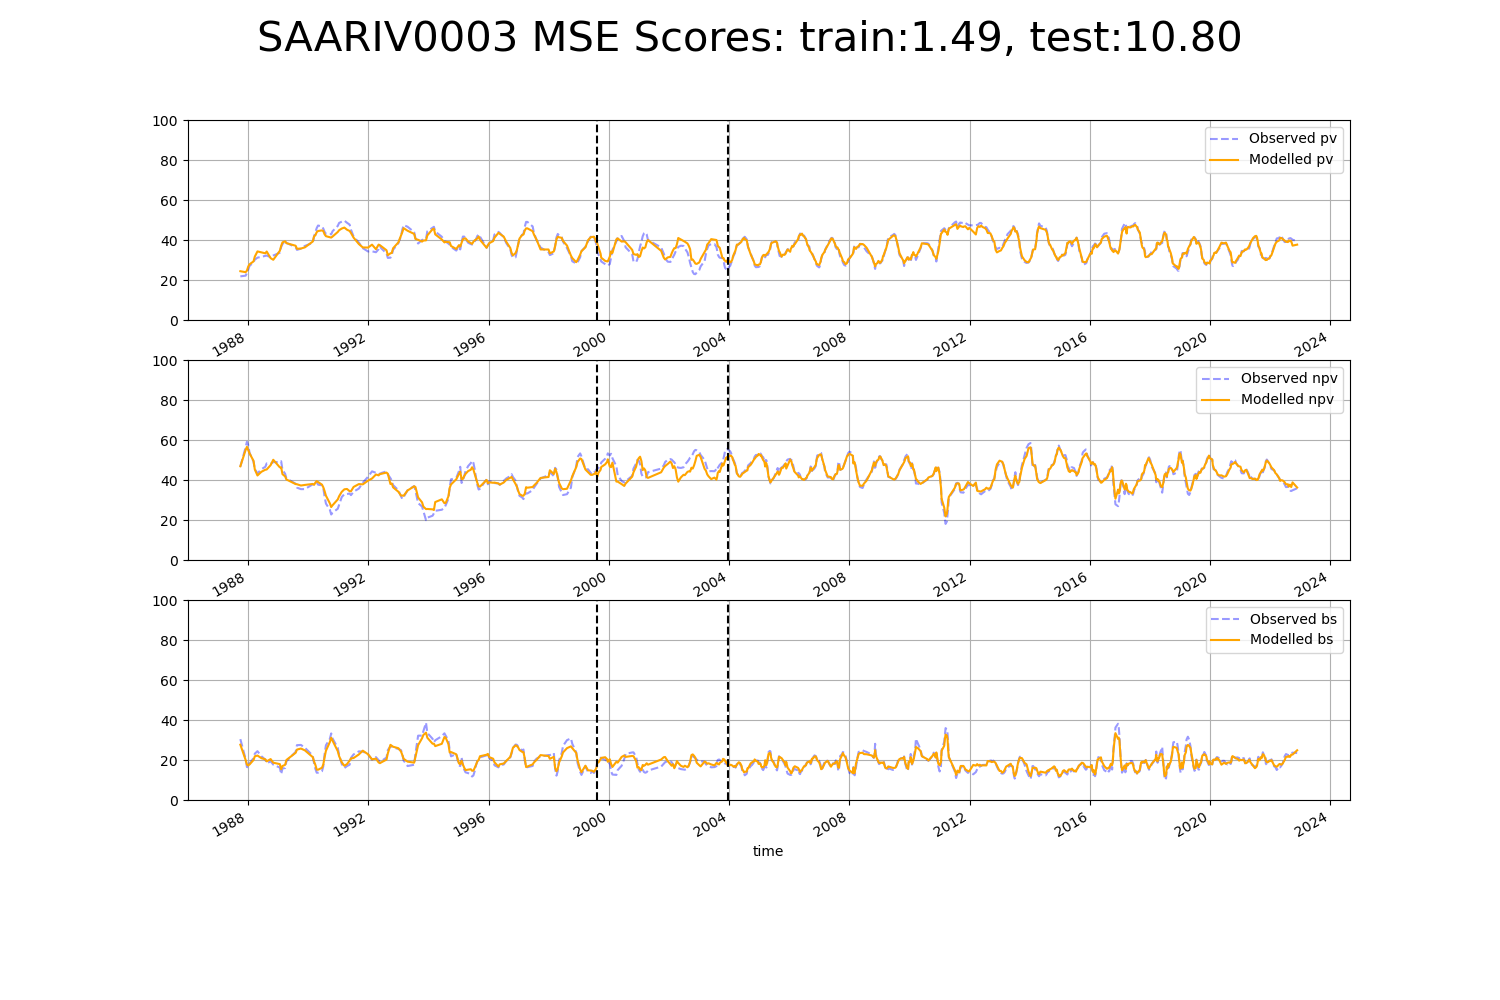 SAARIV0003 MSE Scores: train:1.49, test:10.80
100
80
60
40
20
0
Observed pv
Modelled pv
1988 1992 1996 2000 2004 2008 2012 2016 2020 2024
100
80
60
40
20
0
Observed npv
Modelled npv
1988 1992 1996 2000 2004 2008 2012 2016 2020 2024
100
80
60
40
20
0
Observed bs
Modelled bs
1988 1992 1996 2000 2004 2008 2012 2016 2020 2024
time